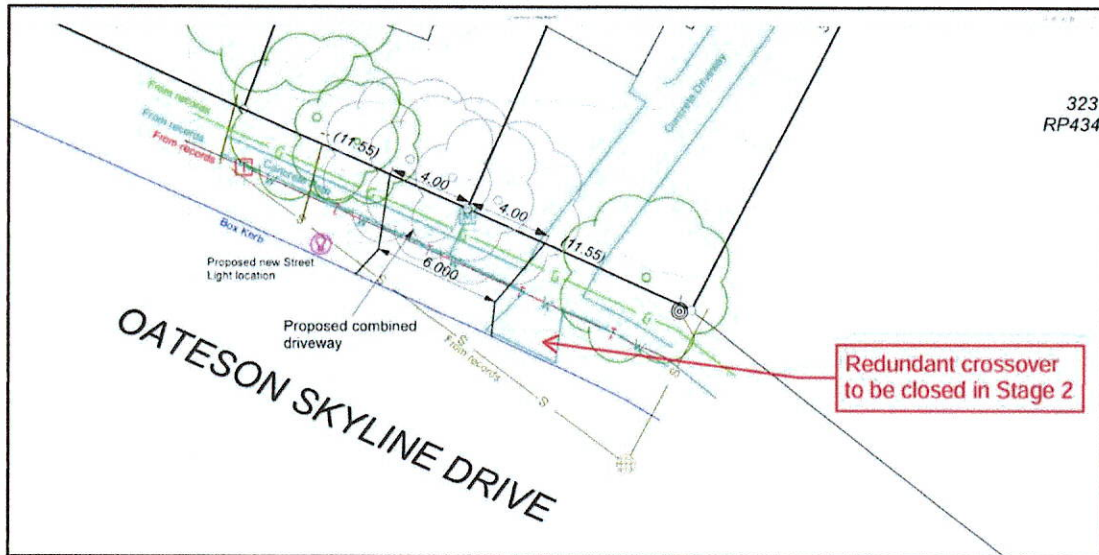 323
RP434
From records
From records
From records
Concrete Path
Concrete Driveway
(11.55)
4.00
4.00
(11.55)
6.000
T
G
G
G
G
G
W
W
W
W
W
T
T
T
S
S
S
S
S
Box Kerb
Proposed new Street
Light location
Proposed combined
driveway
From records
OATESON SKYLINE DRIVE
Redundant crossover
to be closed in Stage 2